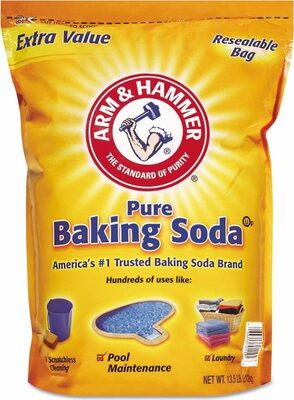 Extra Value
Resealable
Bag
ARM & HAMMER
THE STANDARD OF PURITY
Pure
Baking Soda
America's #1 Trusted Baking Soda Brand
Hundreds of uses like:
Scratchless
Cleaning
Pool
Maintenance
Laundry
NET WT. 13.5 LB